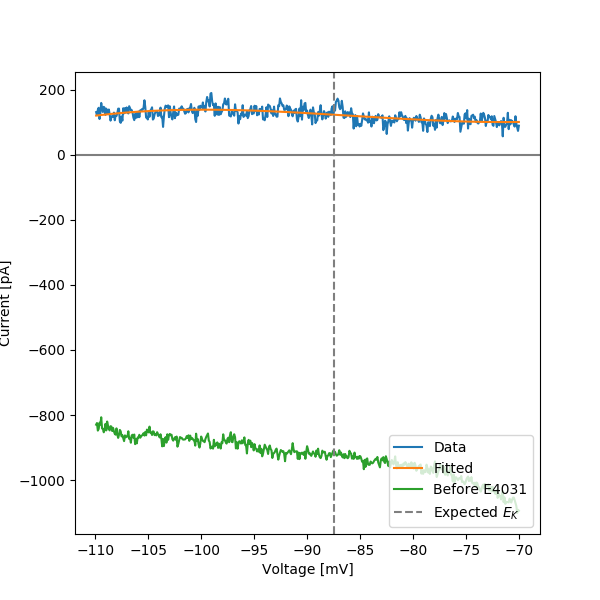 200
0
−200
−400
−600
−800
−1000
Current [pA]
−110 −105 −100 −95 −90 −85 −80 −75 −70
Voltage [mV]
Data
Fitted
Before E4031
Expected E_K